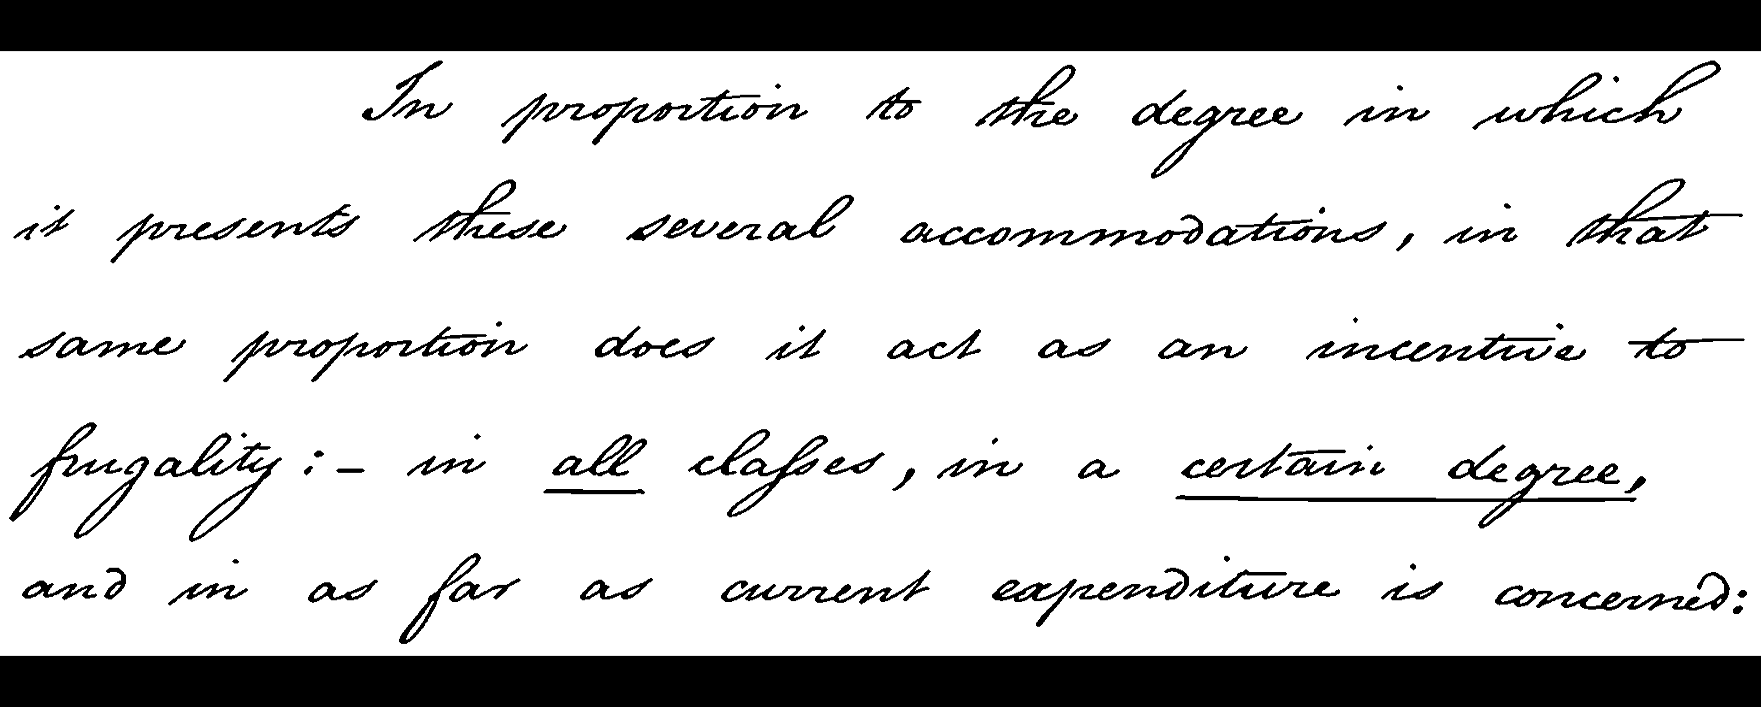 In proportion to the degree in which
it presents these several accommodations, in that
same proportion does it act as an incentive to
frugality :- in all claſses, in a certain degree,
and in as far as current expenditure is concerned: